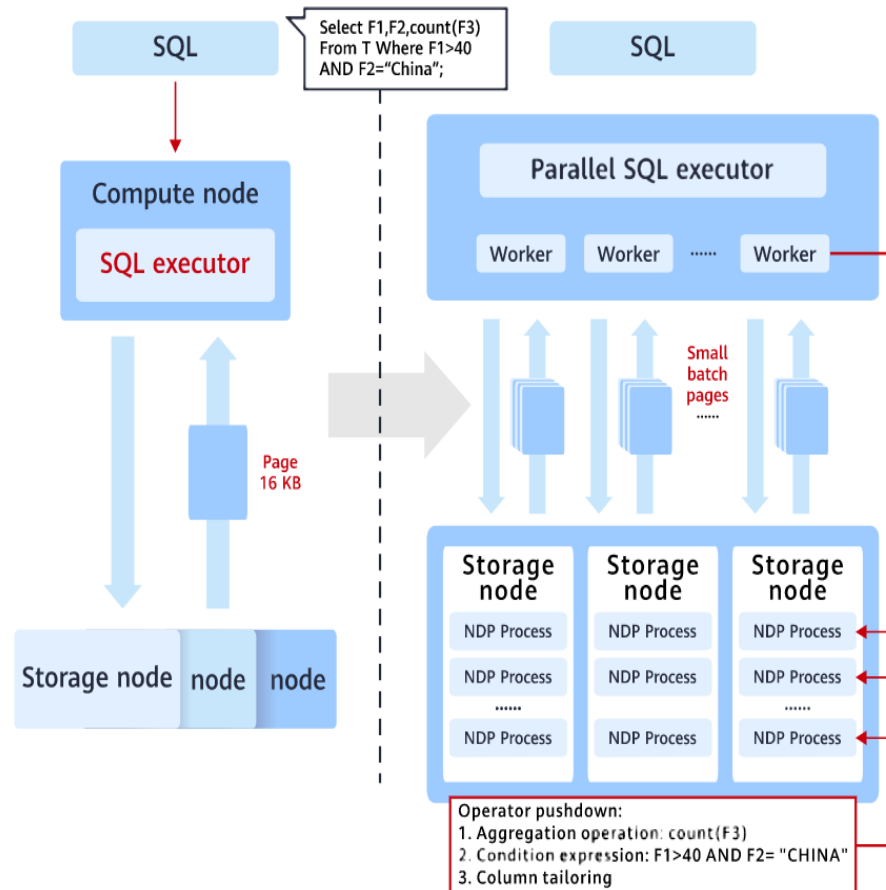 SQL
Select F1,F2,count(F3)
From T Where F1>40
AND F2=“China”;
Compute node
SQL executor
Page
16 KB
Storage node
node
node
SQL
Parallel SQL executor
Worker
Worker
......
Worker
Small
batch
pages
......
Storage
node
NDP Process
NDP Process
......
NDP Process
Storage
node
NDP Process
NDP Process
NDP Process
Storage
node
NDP Process
NDP Process
......
NDP Process
Operator pushdown:
1. Aggregation operation: count(F3)
2. Condition expression: F1>40 AND F2= "CHINA"
3. Column tailoring